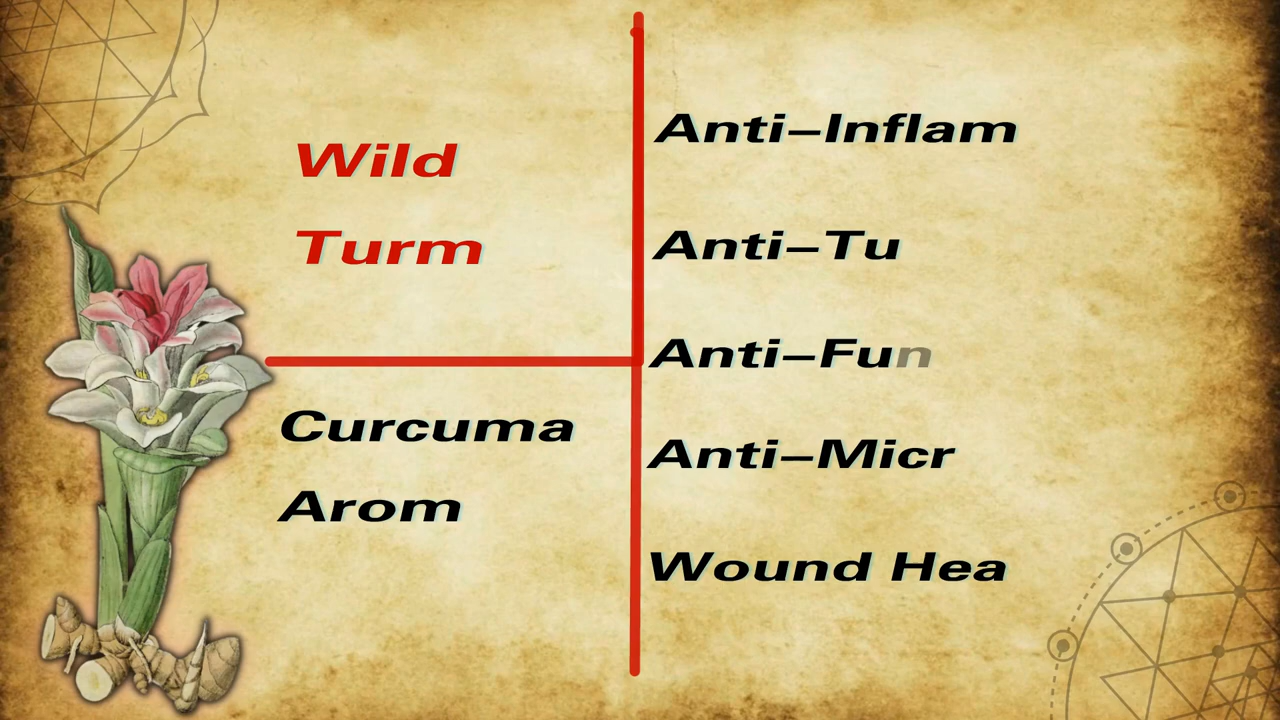 Wild
Turm
Curcuma
Arom
Anti–Inflam
Anti–Tu
Anti–Fun
Anti–Micr
Wound Hea